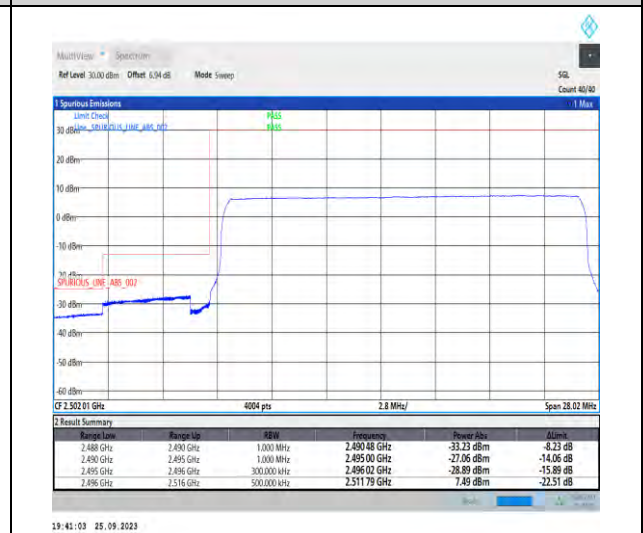 MultiView Spectrum
Ref Level 30.00 dBm Offset 6.94 dB Mode Sweep SGL
Count 40/40
1 Spurious Emissions 1 Max
Limit Check PASS
30 dBm Line _SPURIOUS_LINE_ABS_002 PASS
20 dBm
10 dBm
0 dBm
-10 dBm
-20 dBm
_SPURIOUS_LINE_ABS_002
-30 dBm
-40 dBm
-50 dBm
-60 dBm
CF 2.502 01 GHz 4004 pts 2.8 MHz/ Span 28.02 MHz
2 Result Summary
Range Low Range Up RBW Frequency Power Abs ΔLimit
2.488 GHz 2.490 GHz 1.000 MHz 2.490 48 GHz -33.23 dBm -8.23 dB
2.490 GHz 2.495 GHz 1.000 MHz 2.495 00 GHz -27.06 dBm -14.06 dB
2.495 GHz 2.496 GHz 300.000 kHz 2.496 02 GHz -28.89 dBm -15.89 dB
2.496 GHz 2.516 GHz 500.000 kHz 2.511 79 GHz 7.49 dBm -22.51 dB
19:41:03 25.09.2023